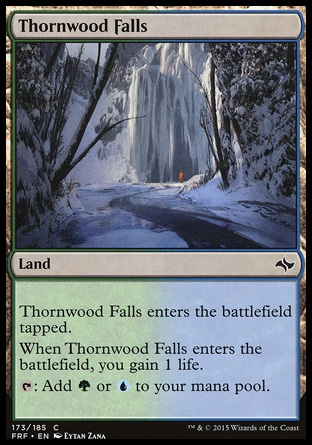 Thornwood Falls
Land
Thornwood Falls enters the battlefield
tapped.
When Thornwood Falls enters the
battlefield, you gain 1 life.
: Add or to your mana pool.
173/185 C
FRF • EN Eytan Zana
™ & © 2015 Wizards of the Coast